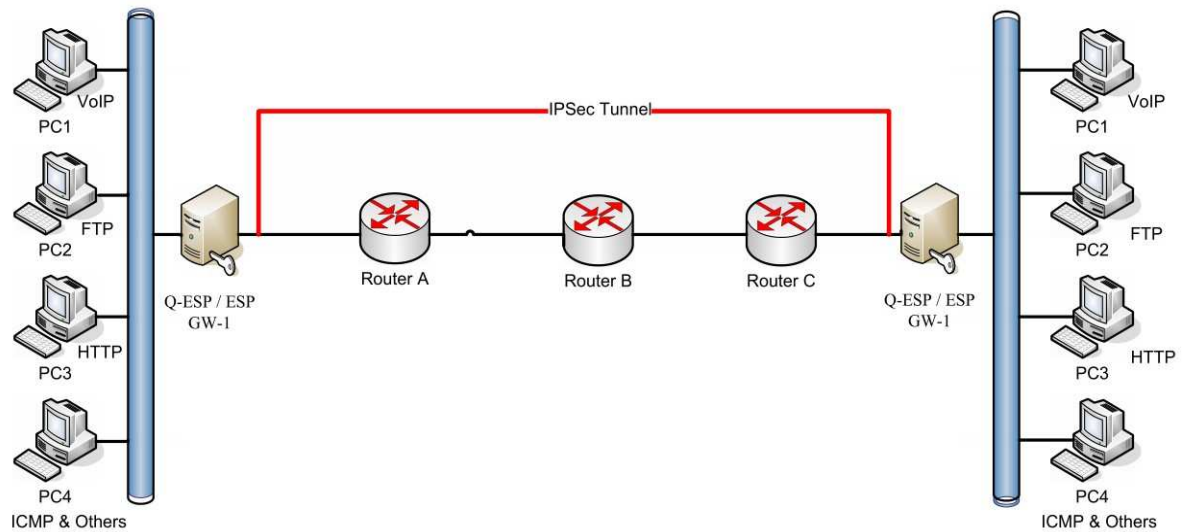 VoIP
PC1
FTP
PC2
HTTP
PC3
PC4
ICMP & Others
Q-ESP / ESP
GW-1
IPSec Tunnel
Router A
Router B
Router C
Q-ESP / ESP
GW-1
VoIP
PC1
FTP
PC2
HTTP
PC3
PC4
ICMP & Others